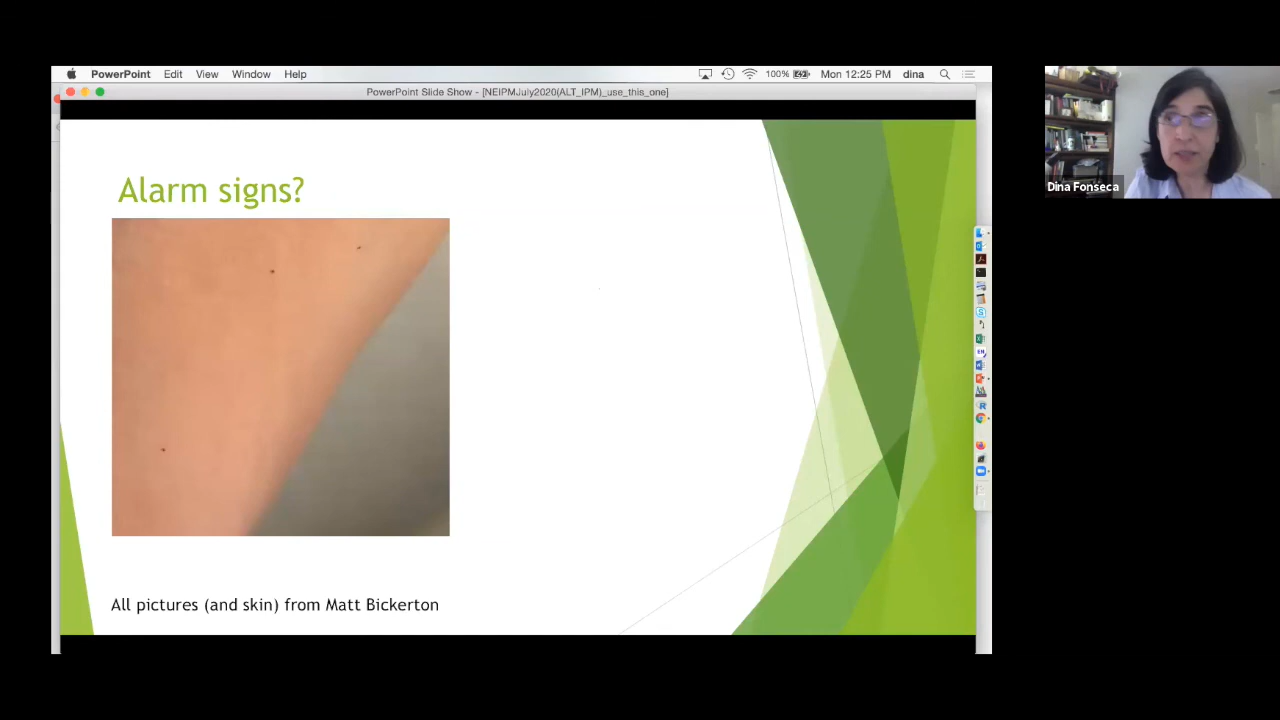 PowerPoint Edit View Window Help 100% Mon 12:25 PM dina
PowerPoint Slide Show - [NEIPMJuly2020(ALT_IPM)_use_this_one]
Alarm signs?
All pictures (and skin) from Matt Bickerton
Dina Fonseca